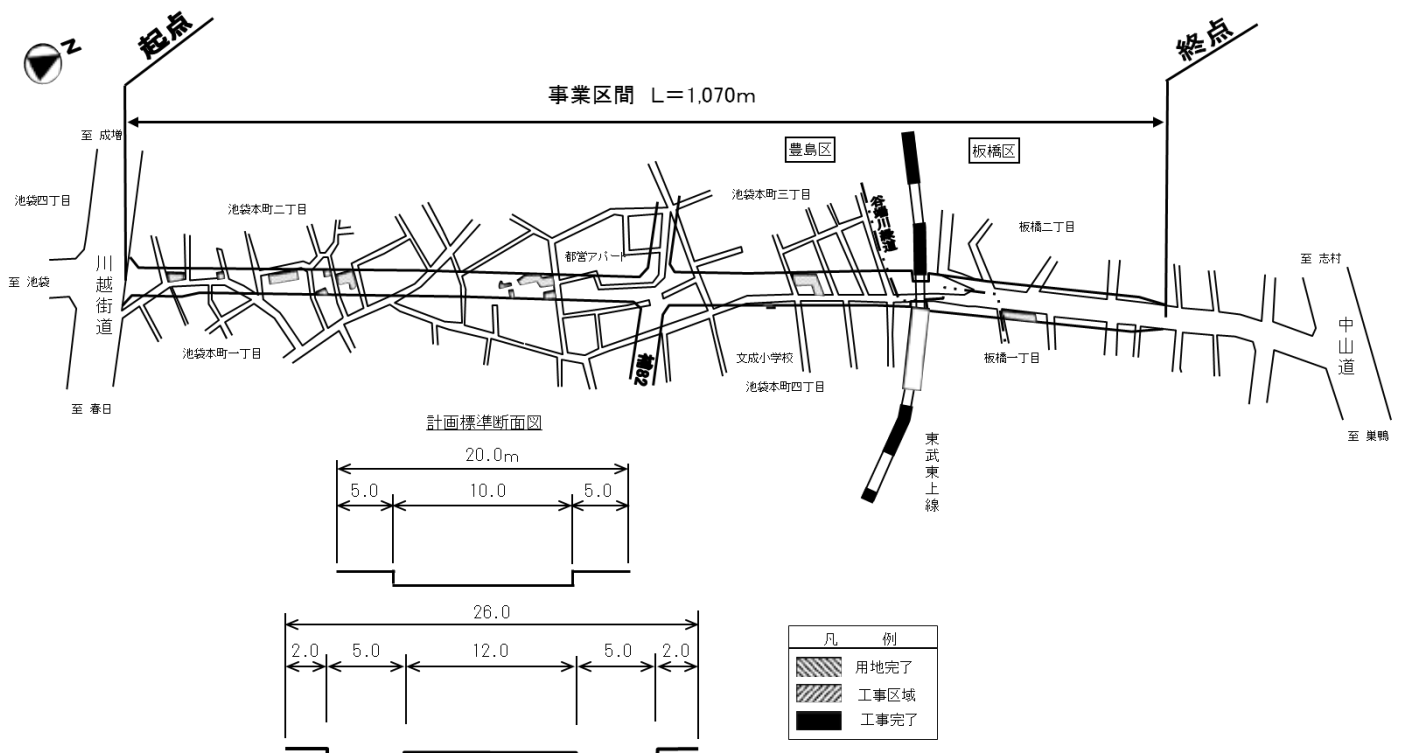 N
起点
終点
事業区間 L=1,070m
至 成増
豊島区
板橋区
池袋四丁目
池袋本町二丁目
池袋本町三丁目
谷端川緑道
板橋二丁目
都営アパート
至 池袋
川越街道
至 志村
中山道
池袋本町一丁目
補82
文成小学校
池袋本町四丁目
板橋一丁目
至 春日
至 巣鴨
東武東上線
計画標準断面図
20.0m
5.0 10.0 5.0
26.0
2.0 5.0 12.0 5.0 2.0
凡 例
用地完了
工事区域
工事完了